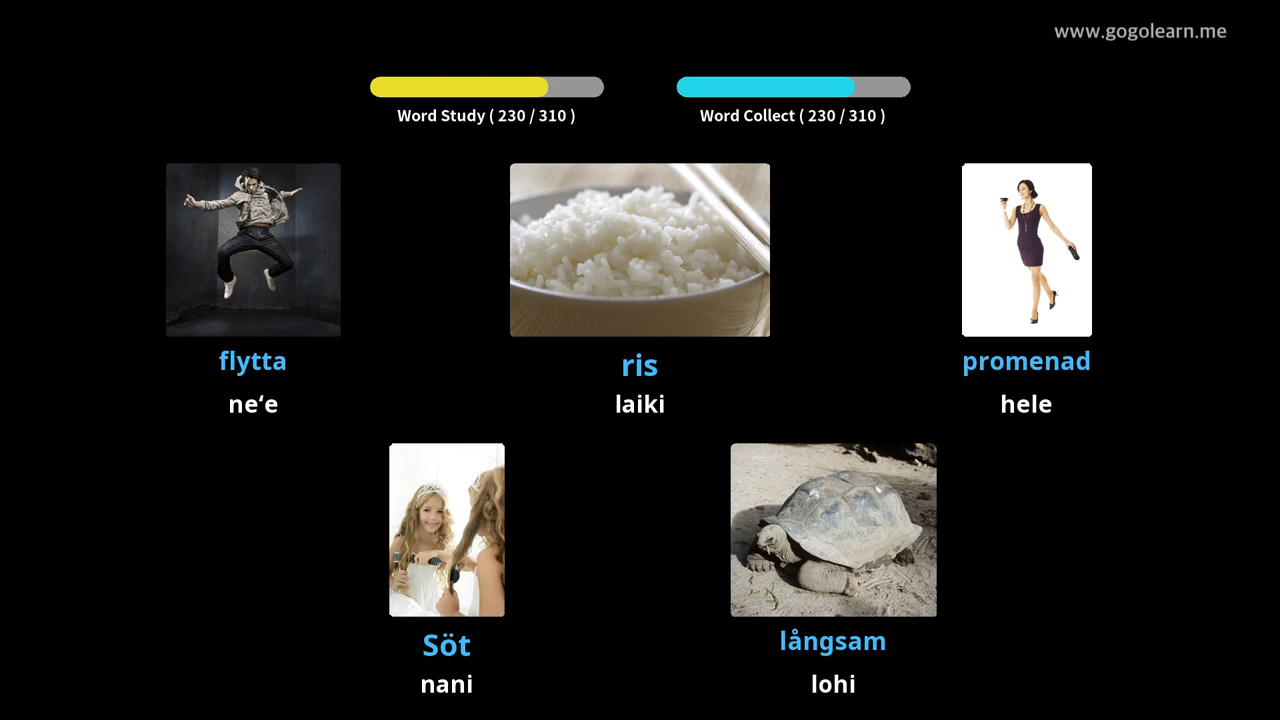 www.gogolearn.me
Word Study ( 230 / 310 )
Word Collect ( 230 / 310 )
flytta
neʻe
ris
laiki
promenad
hele
Söt
nani
långsam
lohi